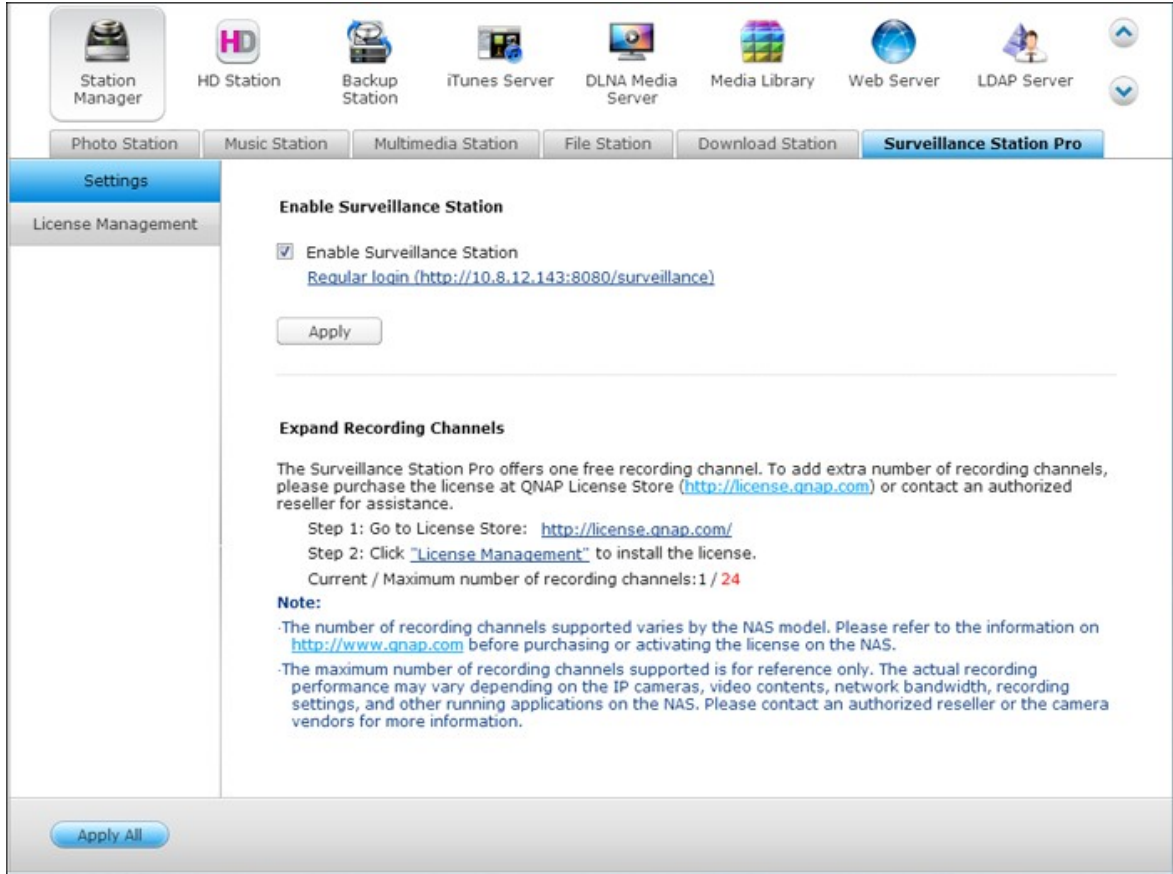 HD
Station
Manager
HD Station
Backup
Station
iTunes Server
DLNA Media
Server
Media Library
Web Server
LDAP Server
Photo Station
Music Station
Multimedia Station
File Station
Download Station
Surveillance Station Pro
Settings
License Management
Enable Surveillance Station
Enable Surveillance Station
Regular login (http://10.8.12.143:8080/surveillance)
Apply
Expand Recording Channels
The Surveillance Station Pro offers one free recording channel. To add extra number of recording channels,
please purchase the license at QNAP License Store (http://license.qnap.com) or contact an authorized
reseller for assistance.
Step 1: Go to License Store: http://license.qnap.com/
Step 2: Click "License Management" to install the license.
Current / Maximum number of recording channels:1 / 24
Note:
·The number of recording channels supported varies by the NAS model. Please refer to the information on
http://www.qnap.com before purchasing or activating the license on the NAS.
·The maximum number of recording channels supported is for reference only. The actual recording
performance may vary depending on the IP cameras, video contents, network bandwidth, recording
settings, and other running applications on the NAS. Please contact an authorized reseller or the camera
vendors for more information.
Apply All